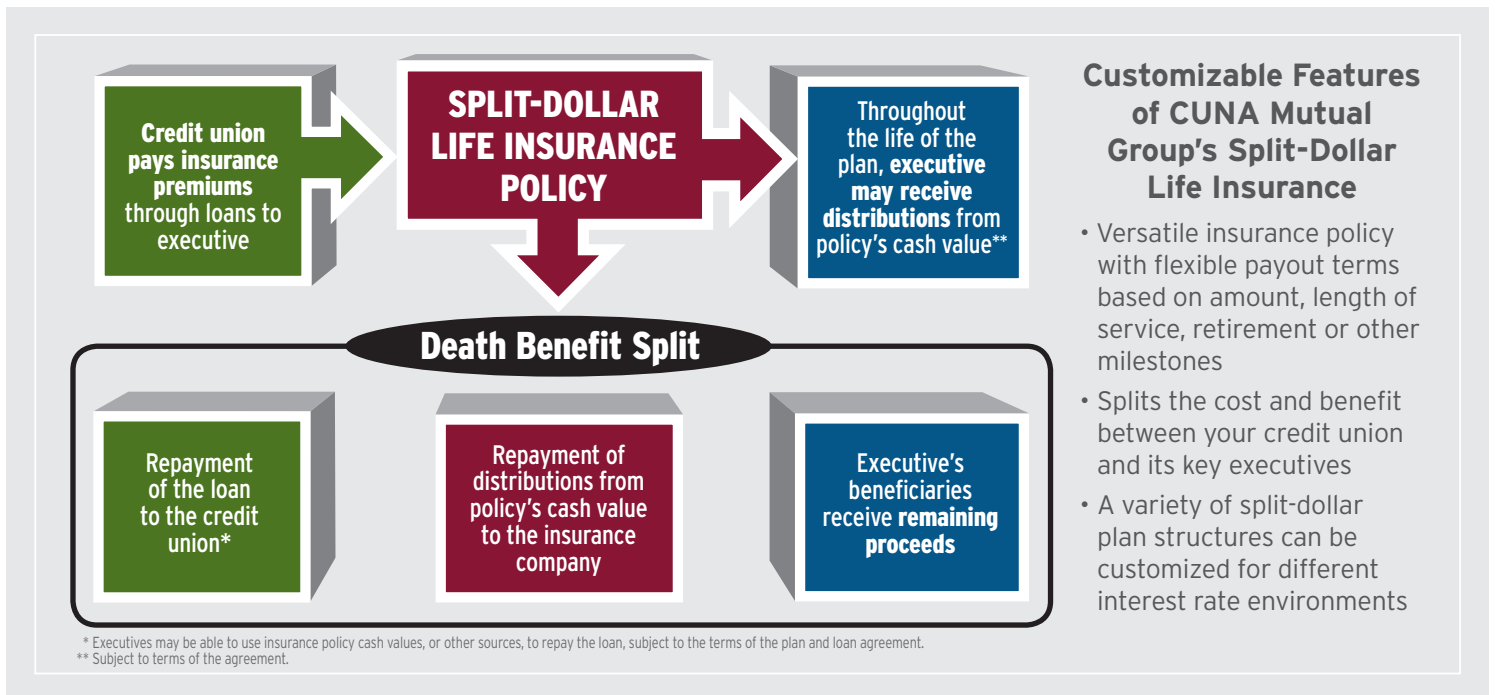 Credit union
pays insurance
premiums
through loans to
executive
SPLIT-DOLLAR
LIFE INSURANCE
POLICY
Throughout
the life of the
plan, executive
may receive
distributions from
policy's cash value**
Death Benefit Split
Repayment
of the loan
to the credit
union*
Repayment of
distributions from
policy's cash value
to the insurance
company
Executive's
beneficiaries
receive remaining
proceeds
* Executives may be able to use insurance policy cash values, or other sources, to repay the loan, subject to the terms of the plan and loan agreement.
** Subject to terms of the agreement.
Customizable Features
of CUNA Mutual
Group's Split-Dollar
Life Insurance
• Versatile insurance policy
with flexible payout terms
based on amount, length of
service, retirement or other
milestones
• Splits the cost and benefit
between your credit union
and its key executives
• A variety of split-dollar
plan structures can be
customized for different
interest rate environments